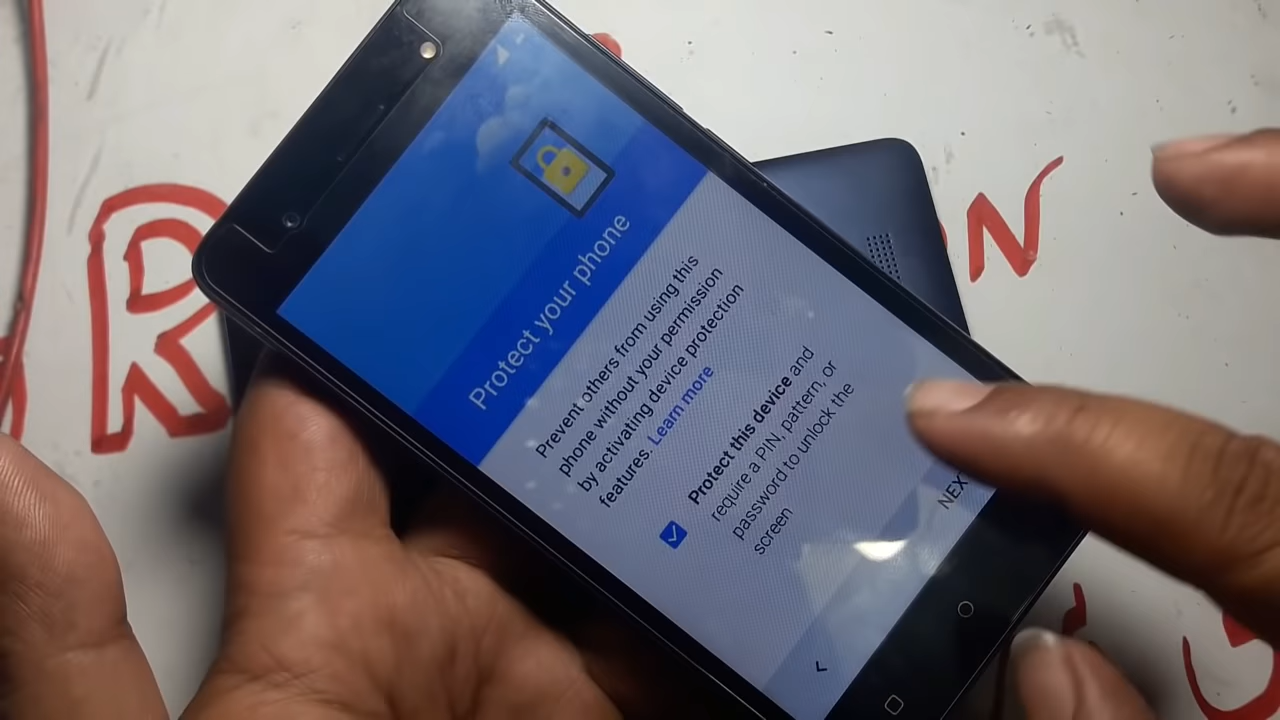 Protect your phone
Prevent others from using this
phone without your permission
by activating device protection
features. Learn more
Protect this device and
require a PIN, pattern, or
password to unlock the
screen
NEXT
R
N